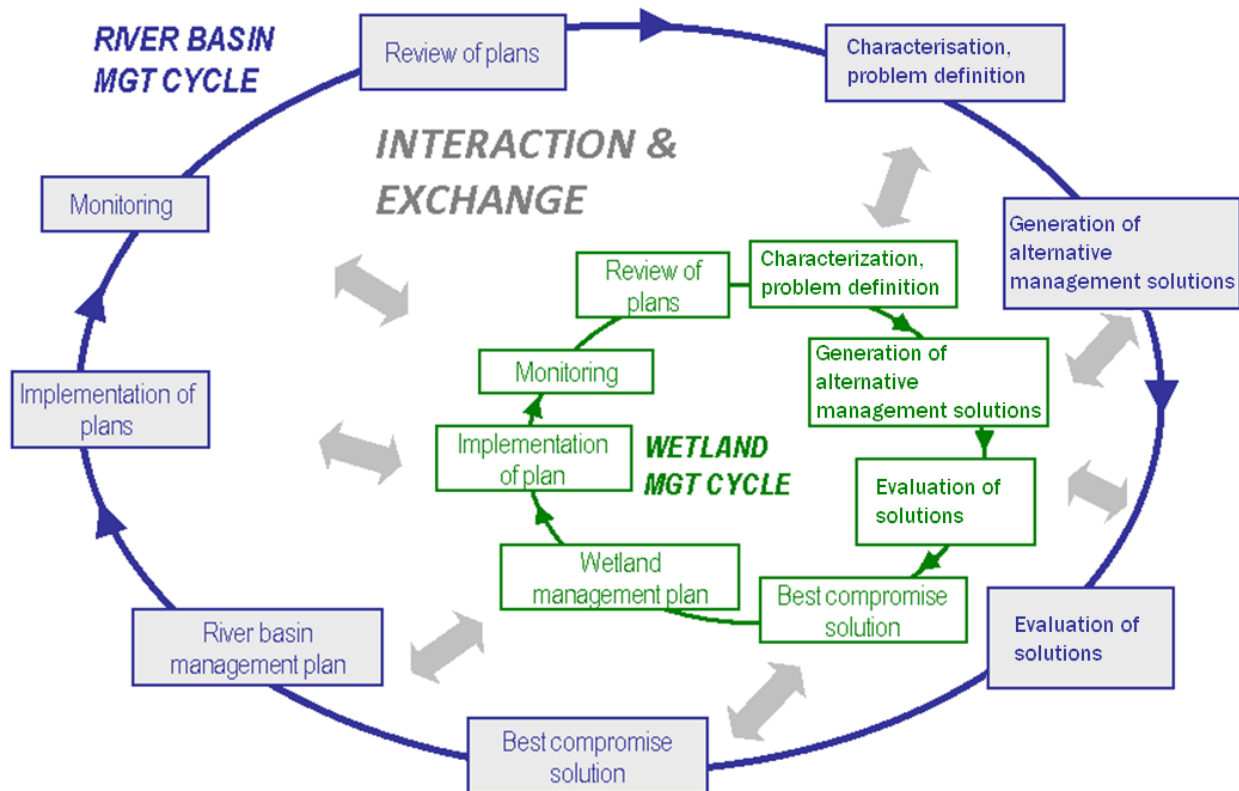 RIVER BASIN
MGT CYCLE
Review of plans
Characterisation,
problem definition
INTERACTION &
EXCHANGE
Monitoring
Generation of
alternative
management solutions
Review of
plans
Characterization,
problem definition
Monitoring
Generation of
alternative
management solutions
Implementation of
plans
Implementation
of plan
WETLAND
MGT CYCLE
Evaluation of
solutions
Wetland
management plan
Best compromise
solution
River basin
management plan
Evaluation of
solutions
Best compromise
solution